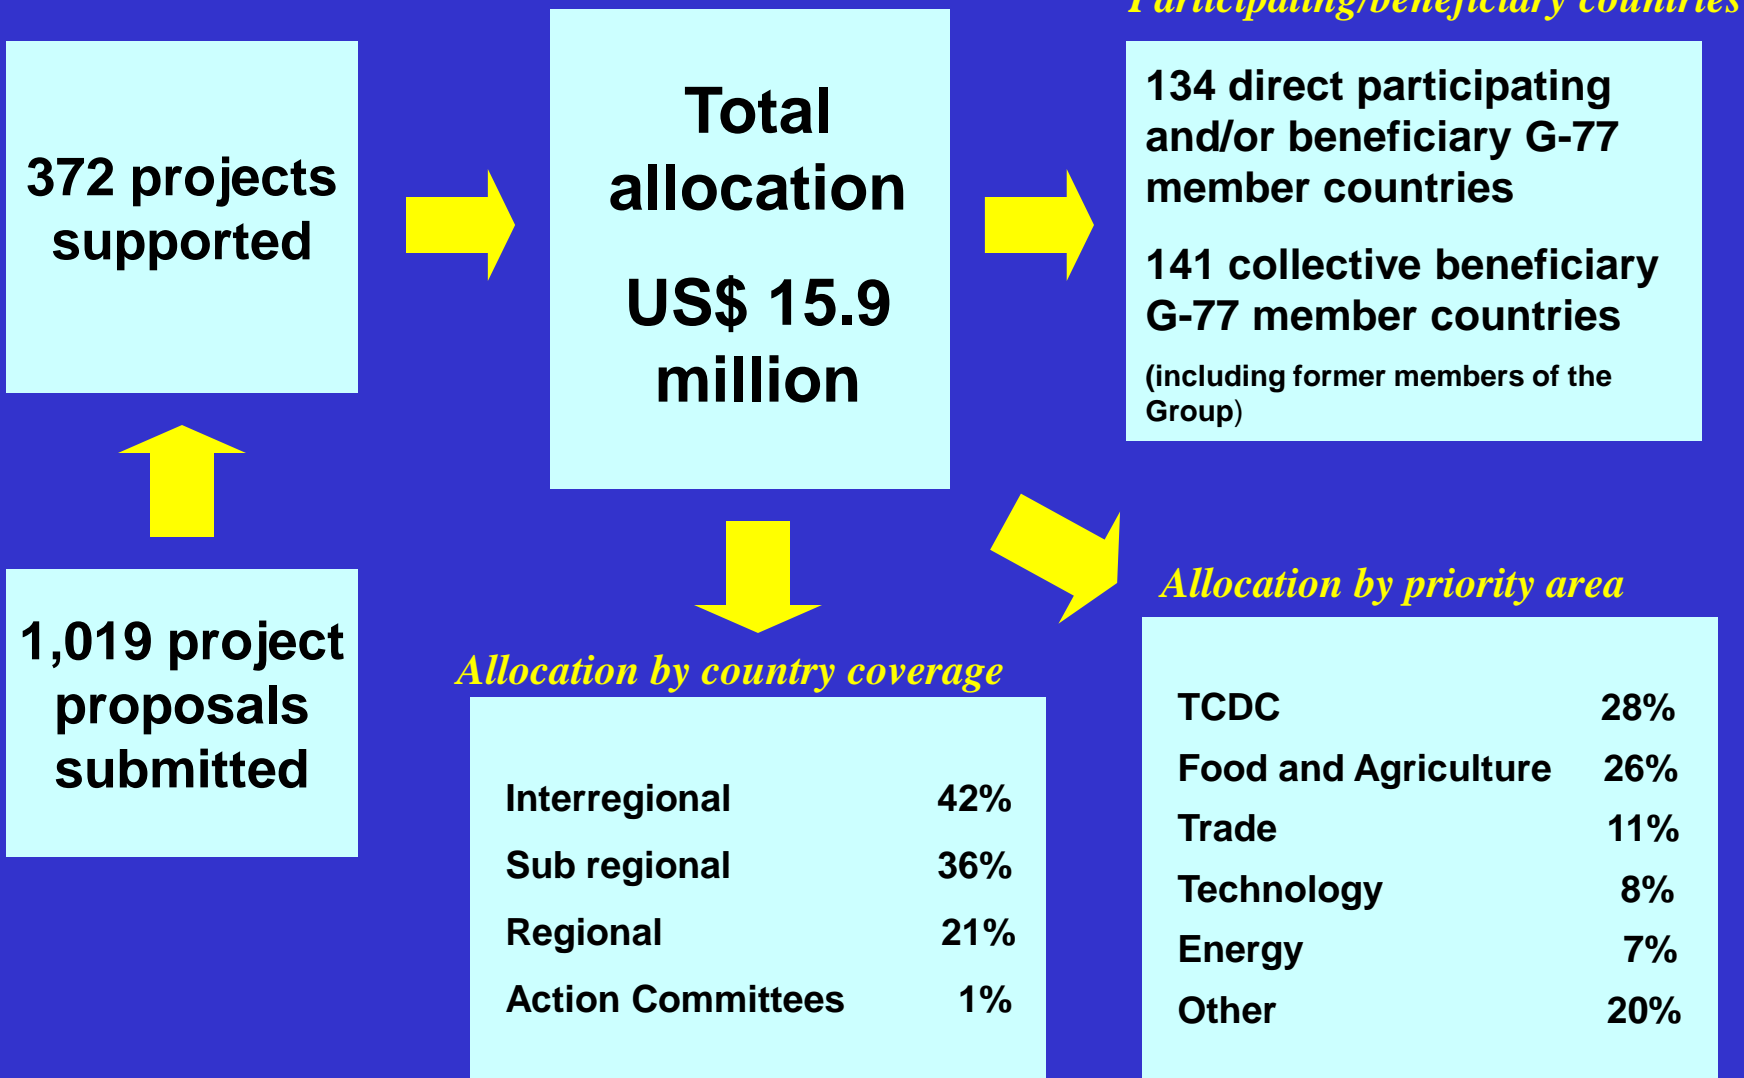 Participating/beneficiary countries
372 projects
supported
Total
allocation
US$ 15.9
million
134 direct participating
and/or beneficiary G-77
member countries
141 collective beneficiary
G-77 member countries
(including former members of the
Group)
1,019 project
proposals
submitted
Allocation by country coverage
Interregional 42%
Sub regional 36%
Regional 21%
Action Committees 1%
Allocation by priority area
TCDC 28%
Food and Agriculture 26%
Trade 11%
Technology 8%
Energy 7%
Other 20%